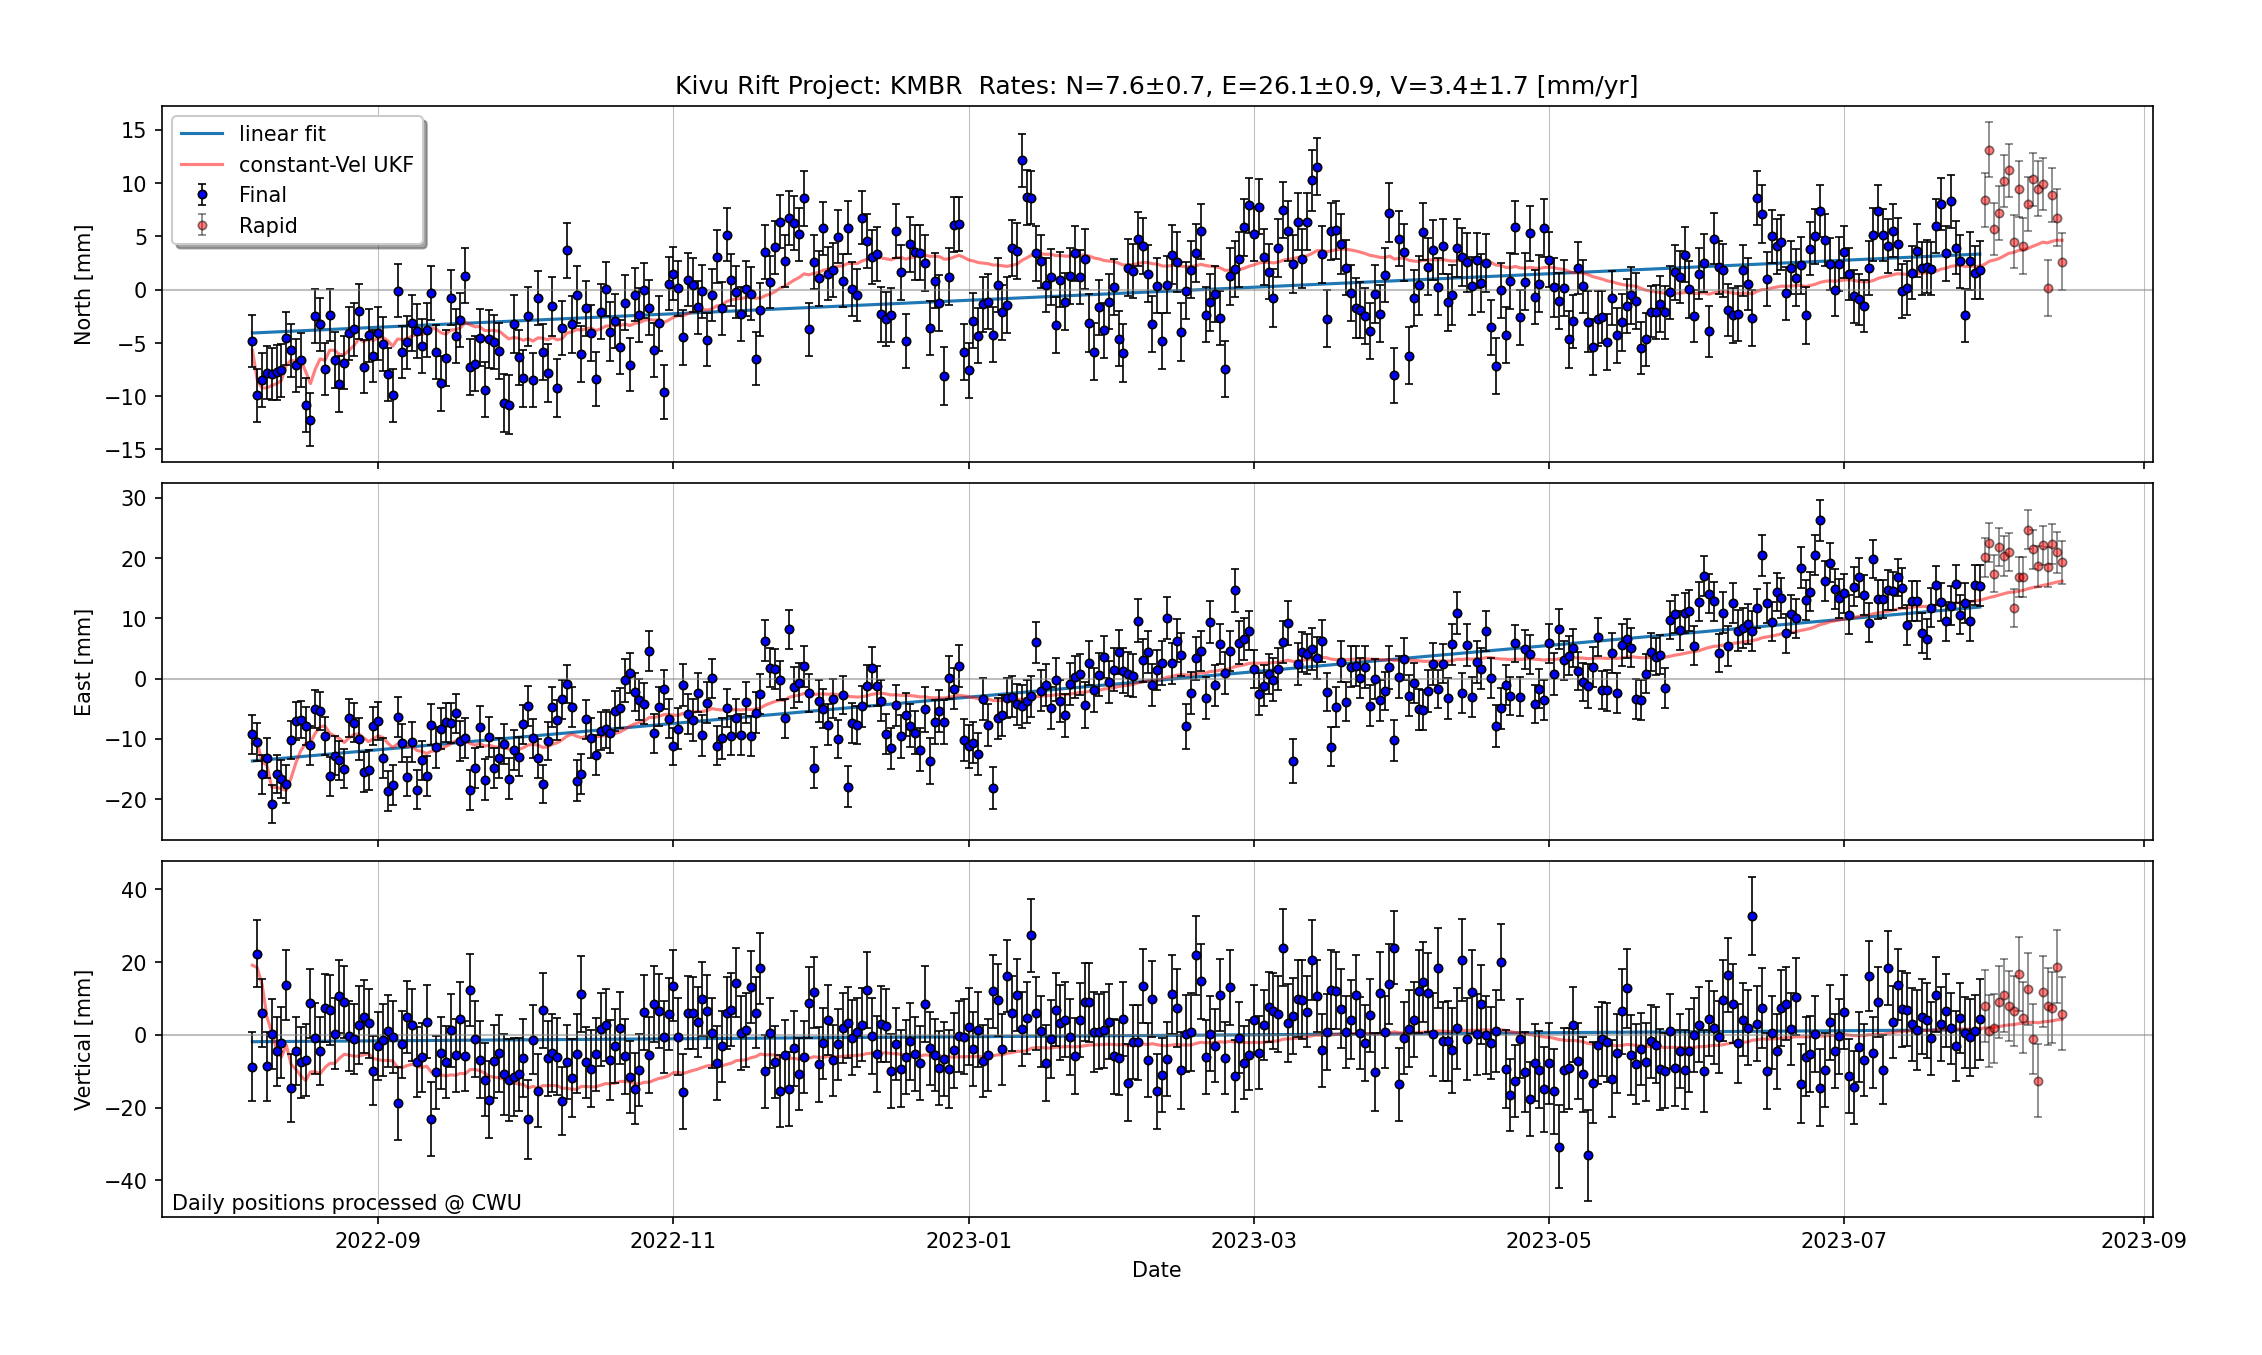 Kivu Rift Project: KMBR  Rates: N=7.6±0.7, E=26.1±0.9, V=3.4±1.7 [mm/yr]
linear fit
constant-Vel UKF
Final
Rapid
North [mm]
15
10
5
0
−5
−10
−15
East [mm]
30
20
10
0
−10
−20
Vertical [mm]
40
20
0
−20
−40
Daily positions processed @ CWU
2022-09 2022-11 2023-01 2023-03 2023-05 2023-07 2023-09
Date